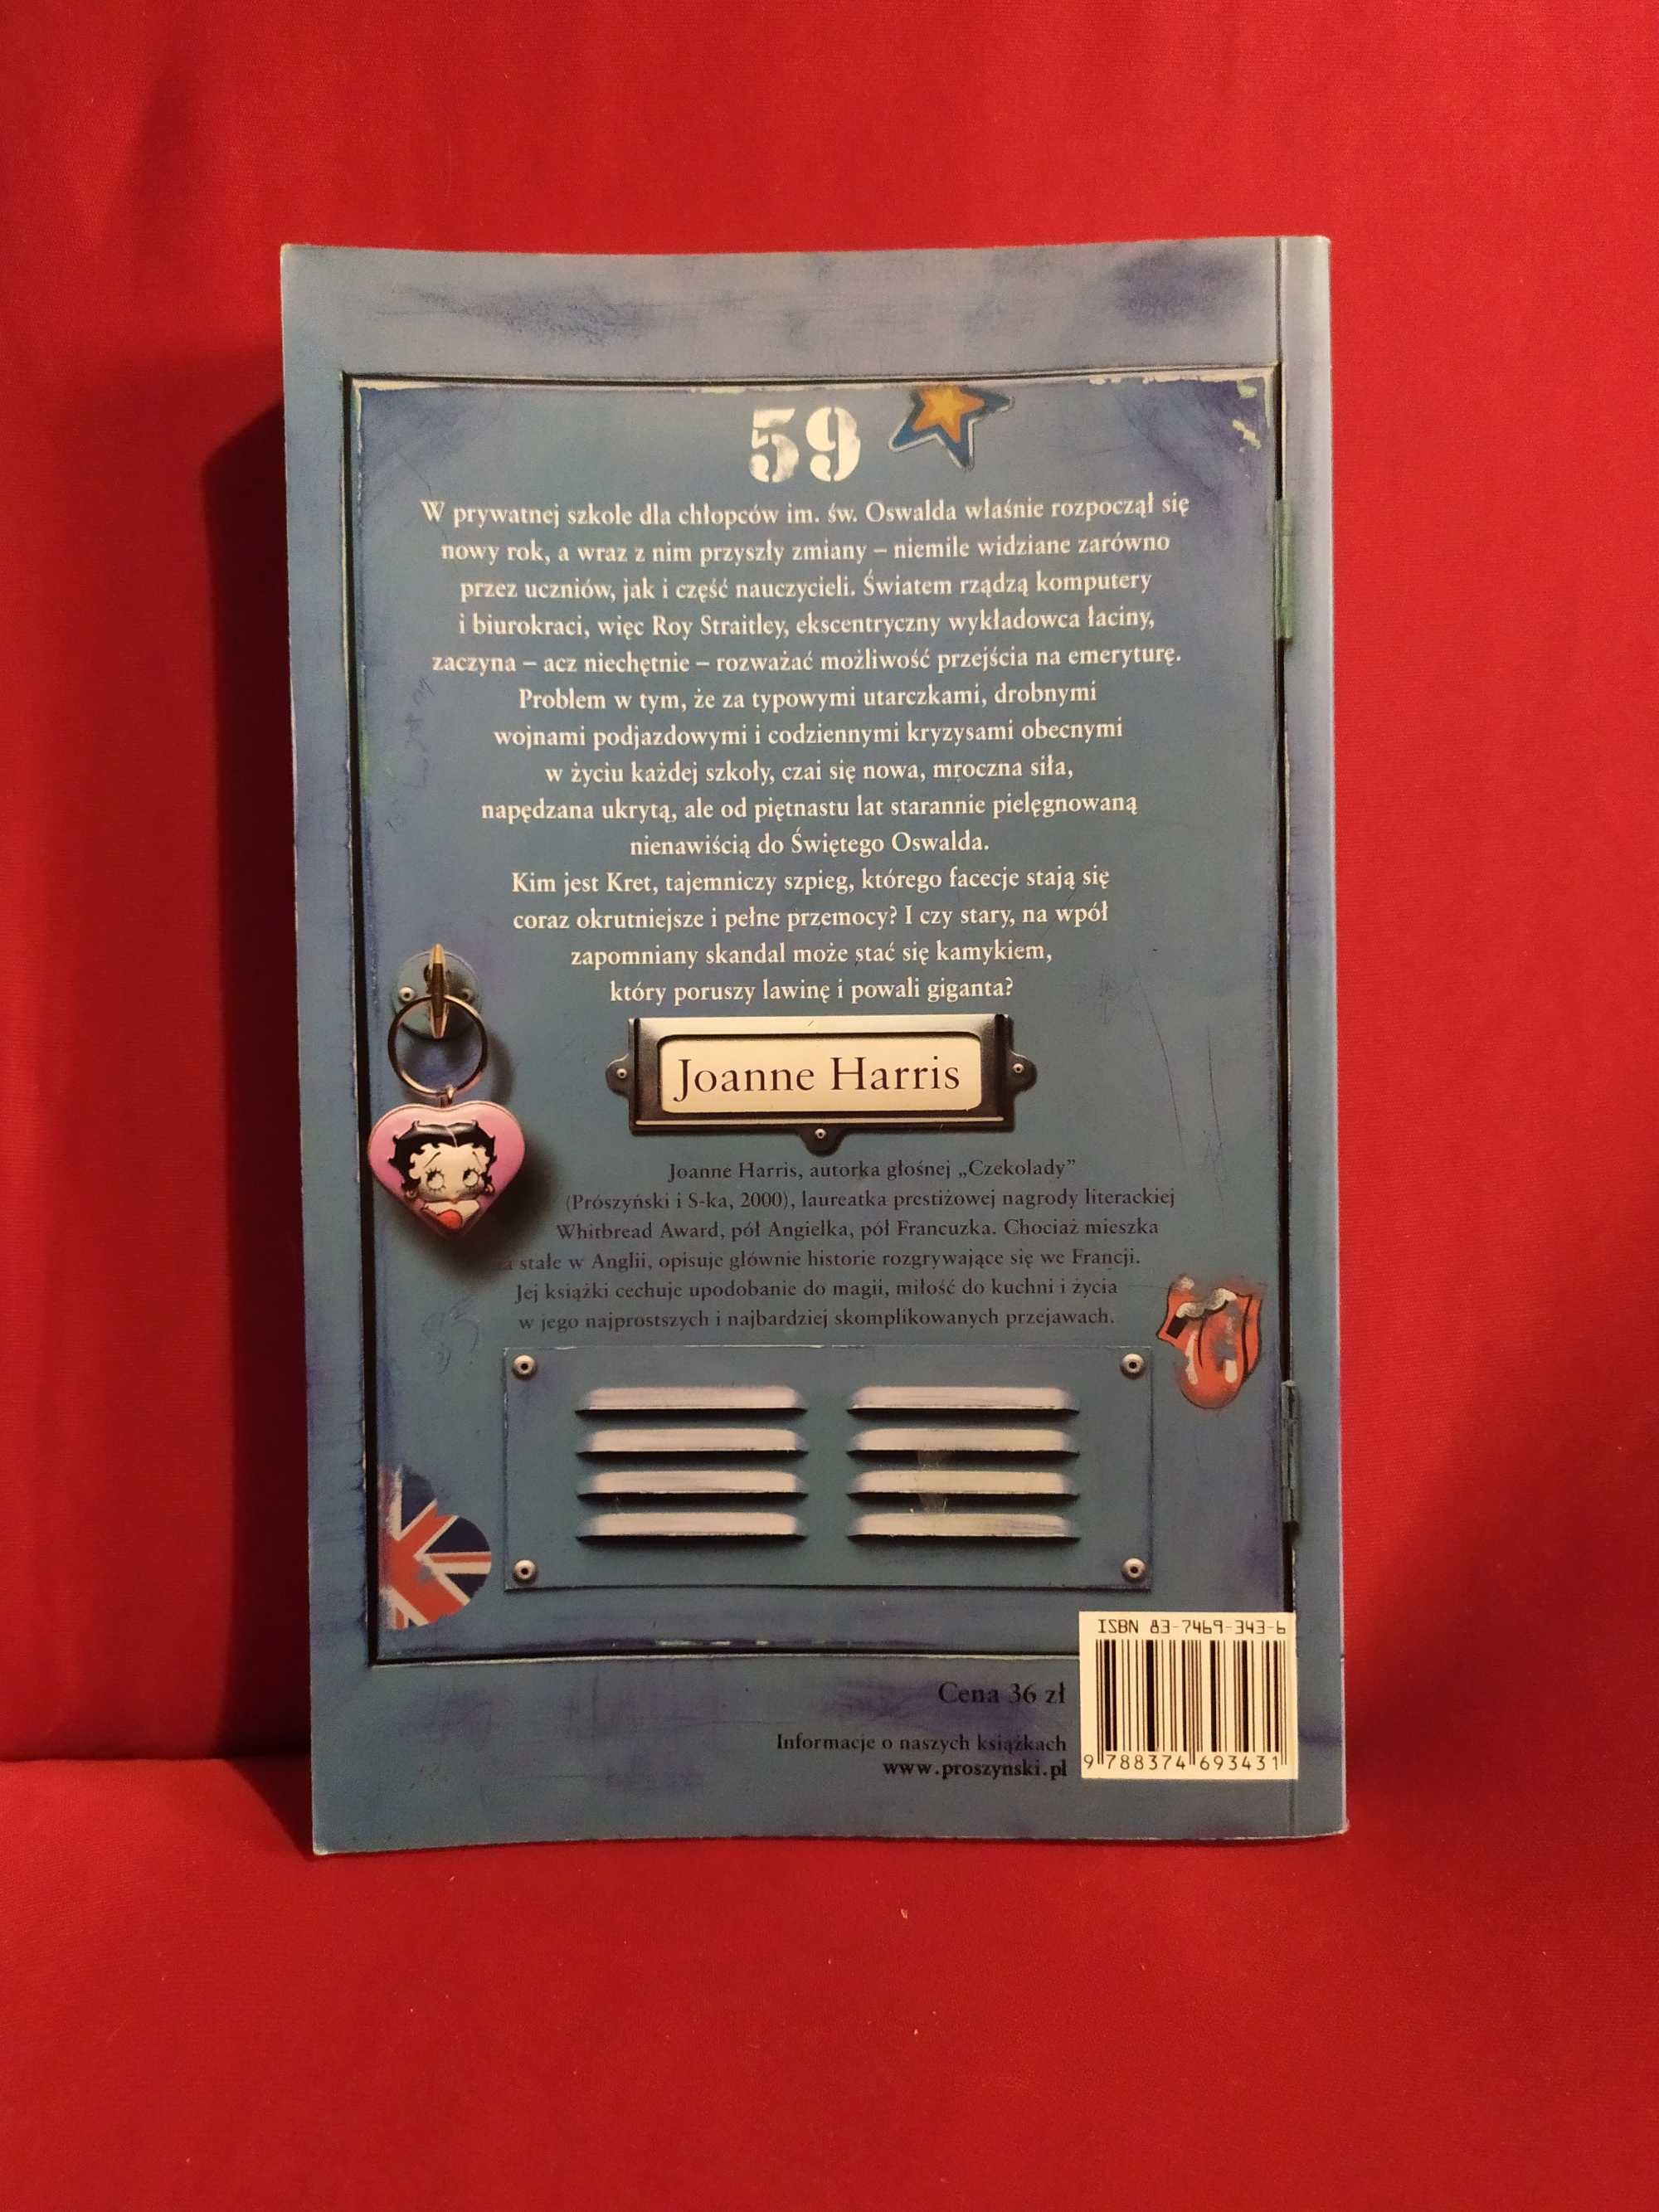 59
W prywatnej szkole dla chłopców im. św. Oswalda właśnie rozpoczął się
nowy rok, a wraz z nim przyszły zmiany – niemile widziane zarówno
przez uczniów, jak i część nauczycieli. Światem rządzą komputery
i biurokraci, więc Roy Straitley, ekscentryczny wykładowca łaciny,
zaczyna – acz niechętnie – rozważać możliwość przejścia na emeryturę.
Problem w tym, że za typowymi utarczkami, drobnymi
wojnami podjazdowymi i codziennymi kryzysami obecnymi
w życiu każdej szkoły, czai się nowa, mroczna siła,
napędzana ukrytą, ale od piętnastu lat starannie pielęgnowaną
nienawiścią do Świętego Oswalda.
Kim jest Kret, tajemniczy szpieg, którego facecje stają się
coraz okrutniejsze i pełne przemocy? I czy stary, na wpół
zapomniany skandal może stać się kamykiem,
który poruszy lawinę i powali giganta?
Joanne Harris
Joanne Harris, autorka głośnej „Czekolady”
(Prószyński i S-ka, 2000), laureatka prestiżowej nagrody literackiej
Whitbread Award, pół Angielka, pół Francuzka. Chociaż mieszka
na stałe w Anglii, opisuje głównie historie rozgrywające się we Francji.
Jej książki cechuje upodobanie do magii, miłość do kuchni i życia
w jego najprostszych i najbardziej skomplikowanych przejawach.
ISBN 83-7469-343-6
Cena 36 zł
Informacje o naszych książkach
www.proszynski.pl
9 788374 693431